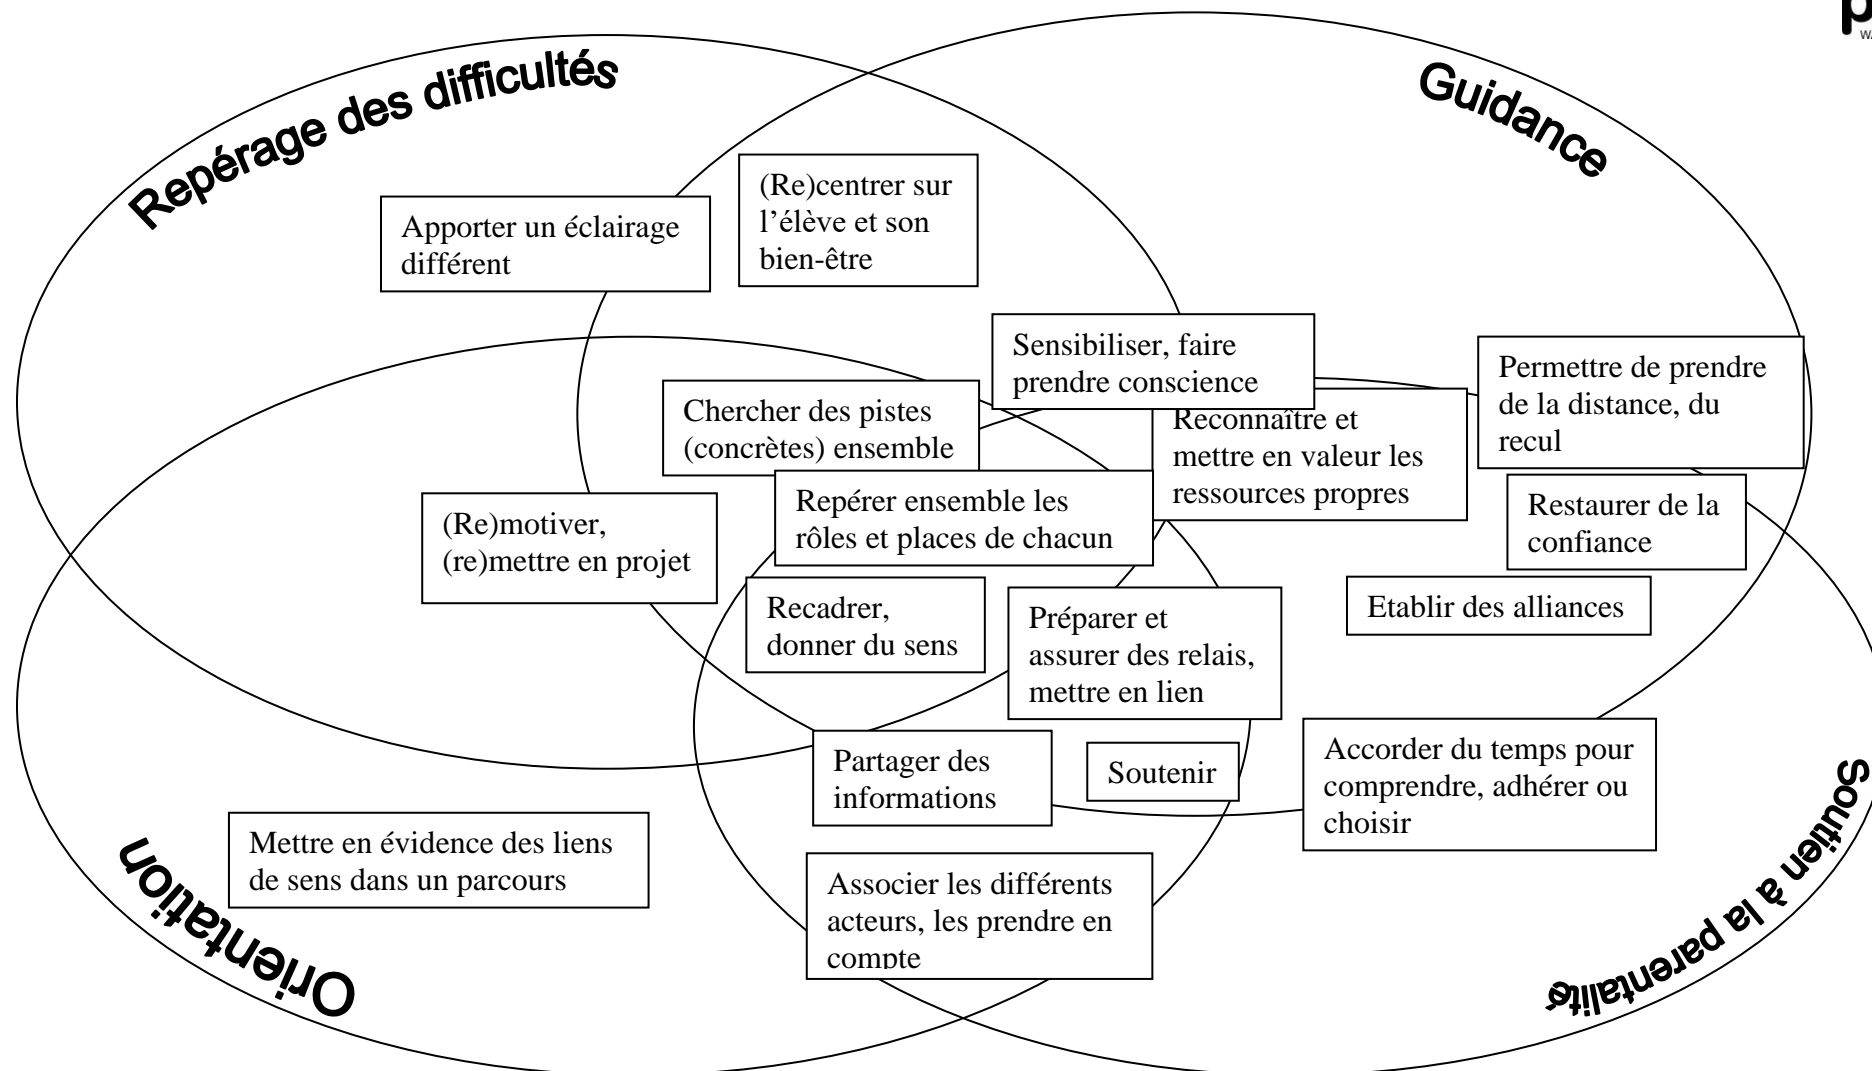 Repérage des difficultés
Guidance
(Re)centrer sur
l’élève et son
bien-être
Apporter un éclairage
différent
Sensibiliser, faire
prendre conscience
Permettre de prendre
de la distance, du
recul
Chercher des pistes
(concrètes) ensemble
Reconnaître et
mettre en valeur les
ressources propres
Repérer ensemble les
rôles et places de chacun
Restaurer de la
confiance
(Re)motiver,
(re)mettre en projet
Recadrer,
donner du sens
Préparer et
assurer des relais,
mettre en lien
Etablir des alliances
Partager des
informations
Soutenir
Accorder du temps pour
comprendre, adhérer ou
choisir
Mettre en évidence des liens
de sens dans un parcours
Associer les différents
acteurs, les prendre en
compte
Orientation
Soutien à la parentalité